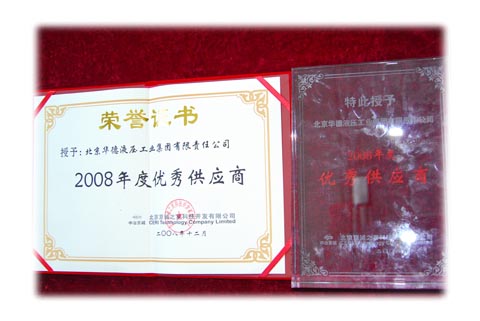 荣誉证书
授予：北京华德液压工业集团有限责任公司
2008年度优秀供应商
北京京诚之星科技开发有限公司
CERI Technology Company Limited
二〇〇八年十二月
特此授予
北京华德液压工业集团有限责任公司
2008年度
优秀供应商